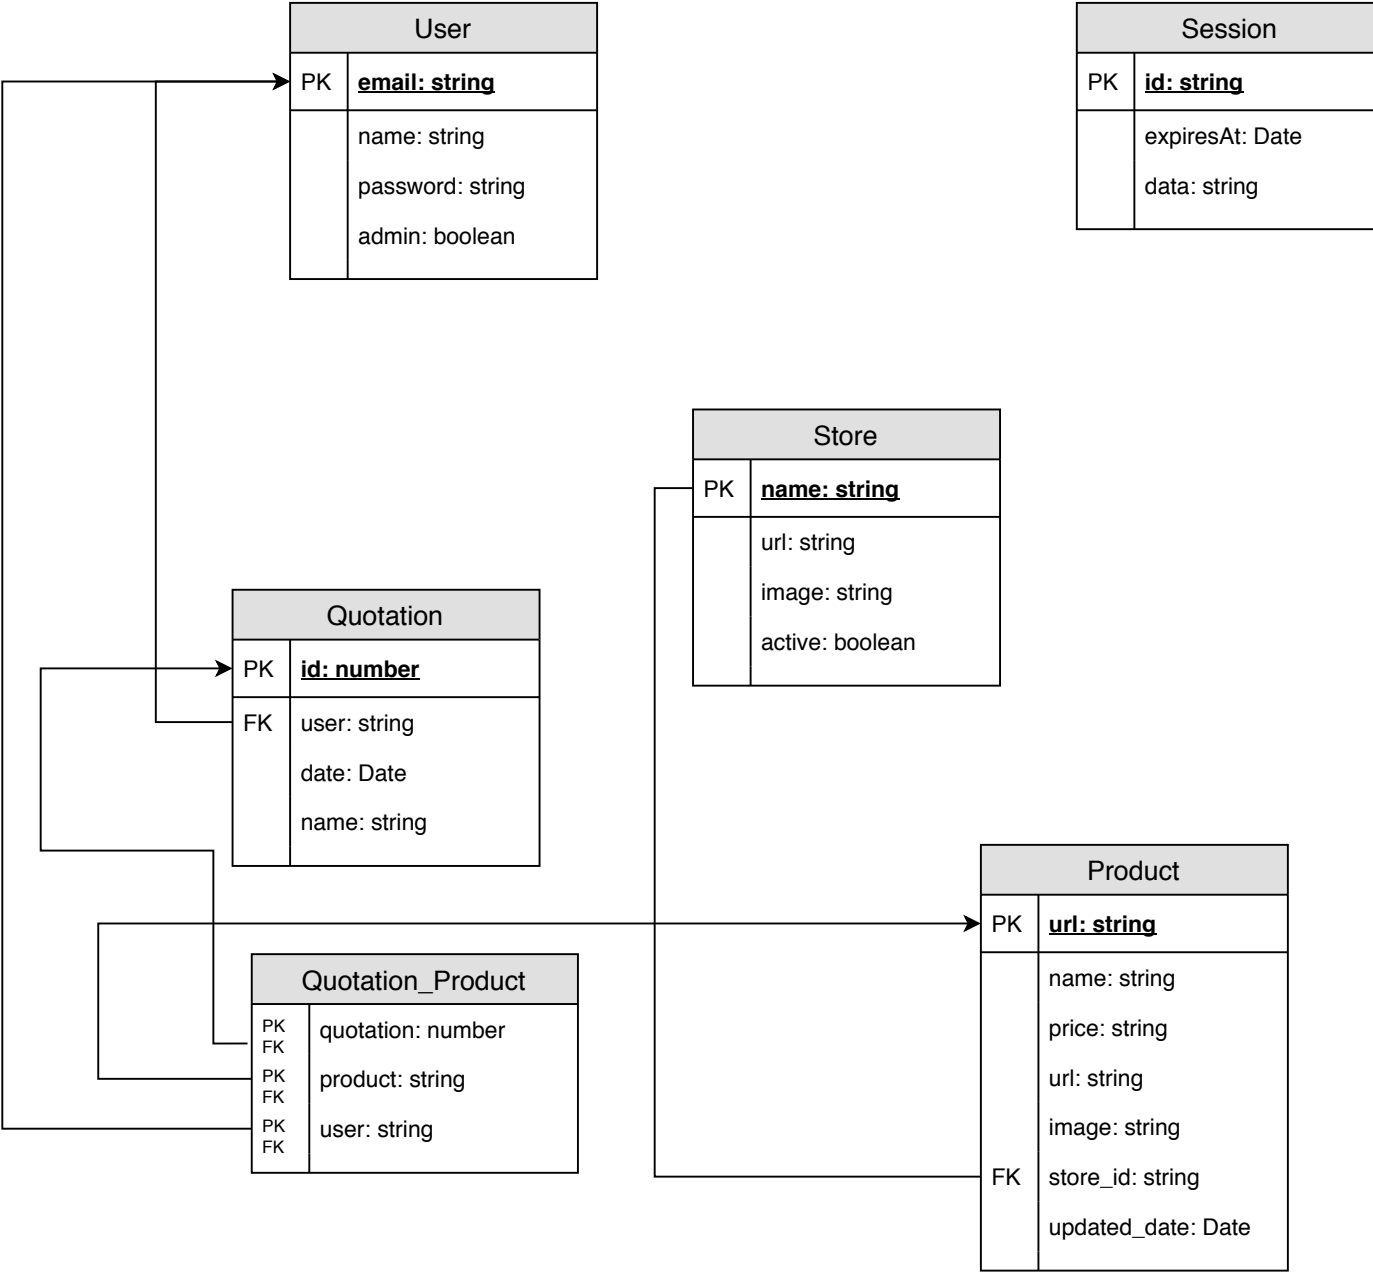 User
PK email: string
name: string
password: string
admin: boolean
Session
PK id: string
expiresAt: Date
data: string
Store
PK name: string
url: string
image: string
active: boolean
Quotation
PK id: number
FK user: string
date: Date
name: string
Product
PK url: string
name: string
price: string
url: string
image: string
FK store_id: string
updated_date: Date
Quotation_Product
PK
FK
quotation: number
PK
FK
product: string
PK
FK
user: string